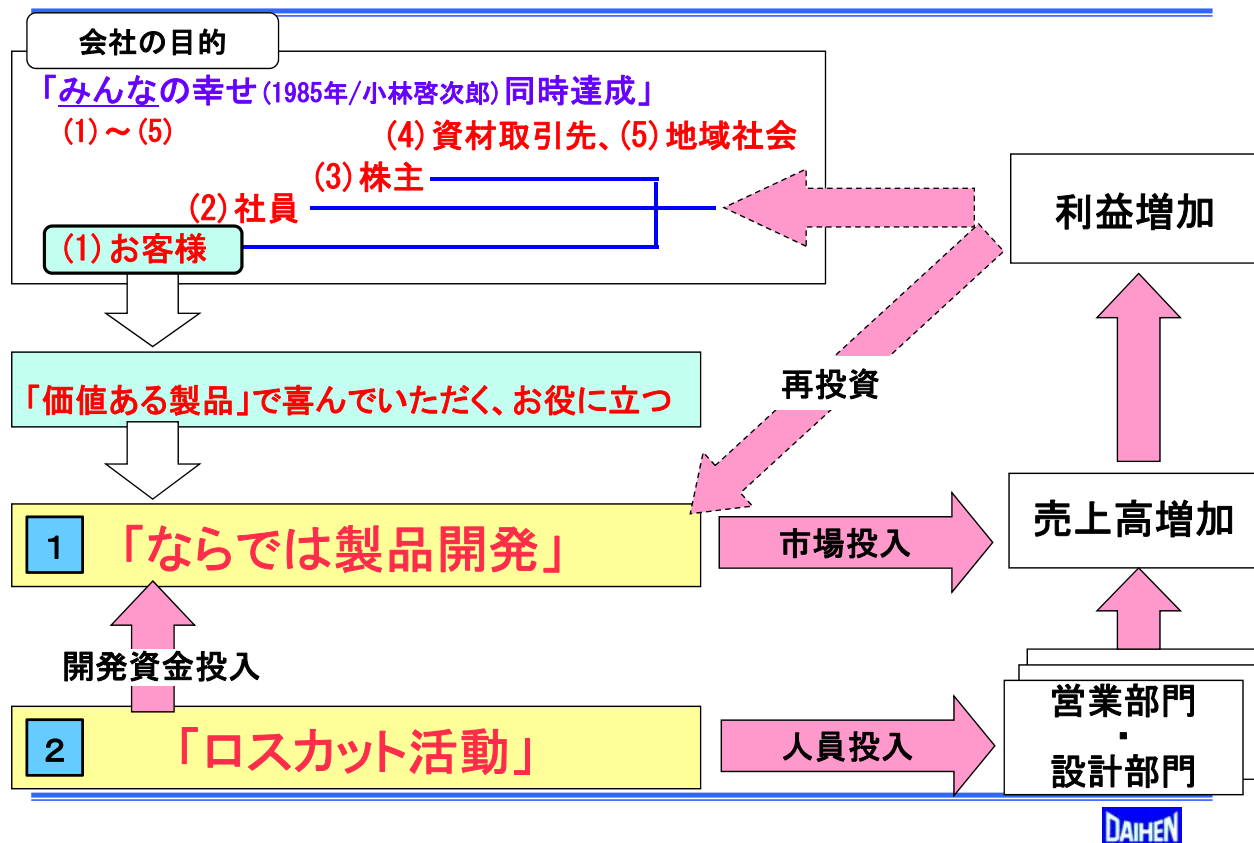 会社の目的
「みんなの幸せ(1985年/小林啓次郎)同時達成」
(1)~(5)
(4)資材取引先、(5)地域社会
(3)株主
(2)社員
(1)お客様
利益増加
再投資
「価値ある製品」で喜んでいただく、お役に立つ
1 「ならでは製品開発」
市場投入
売上高増加
開発資金投入
2 「ロスカット活動」
人員投入
営業部門
・
設計部門
DAIHEN